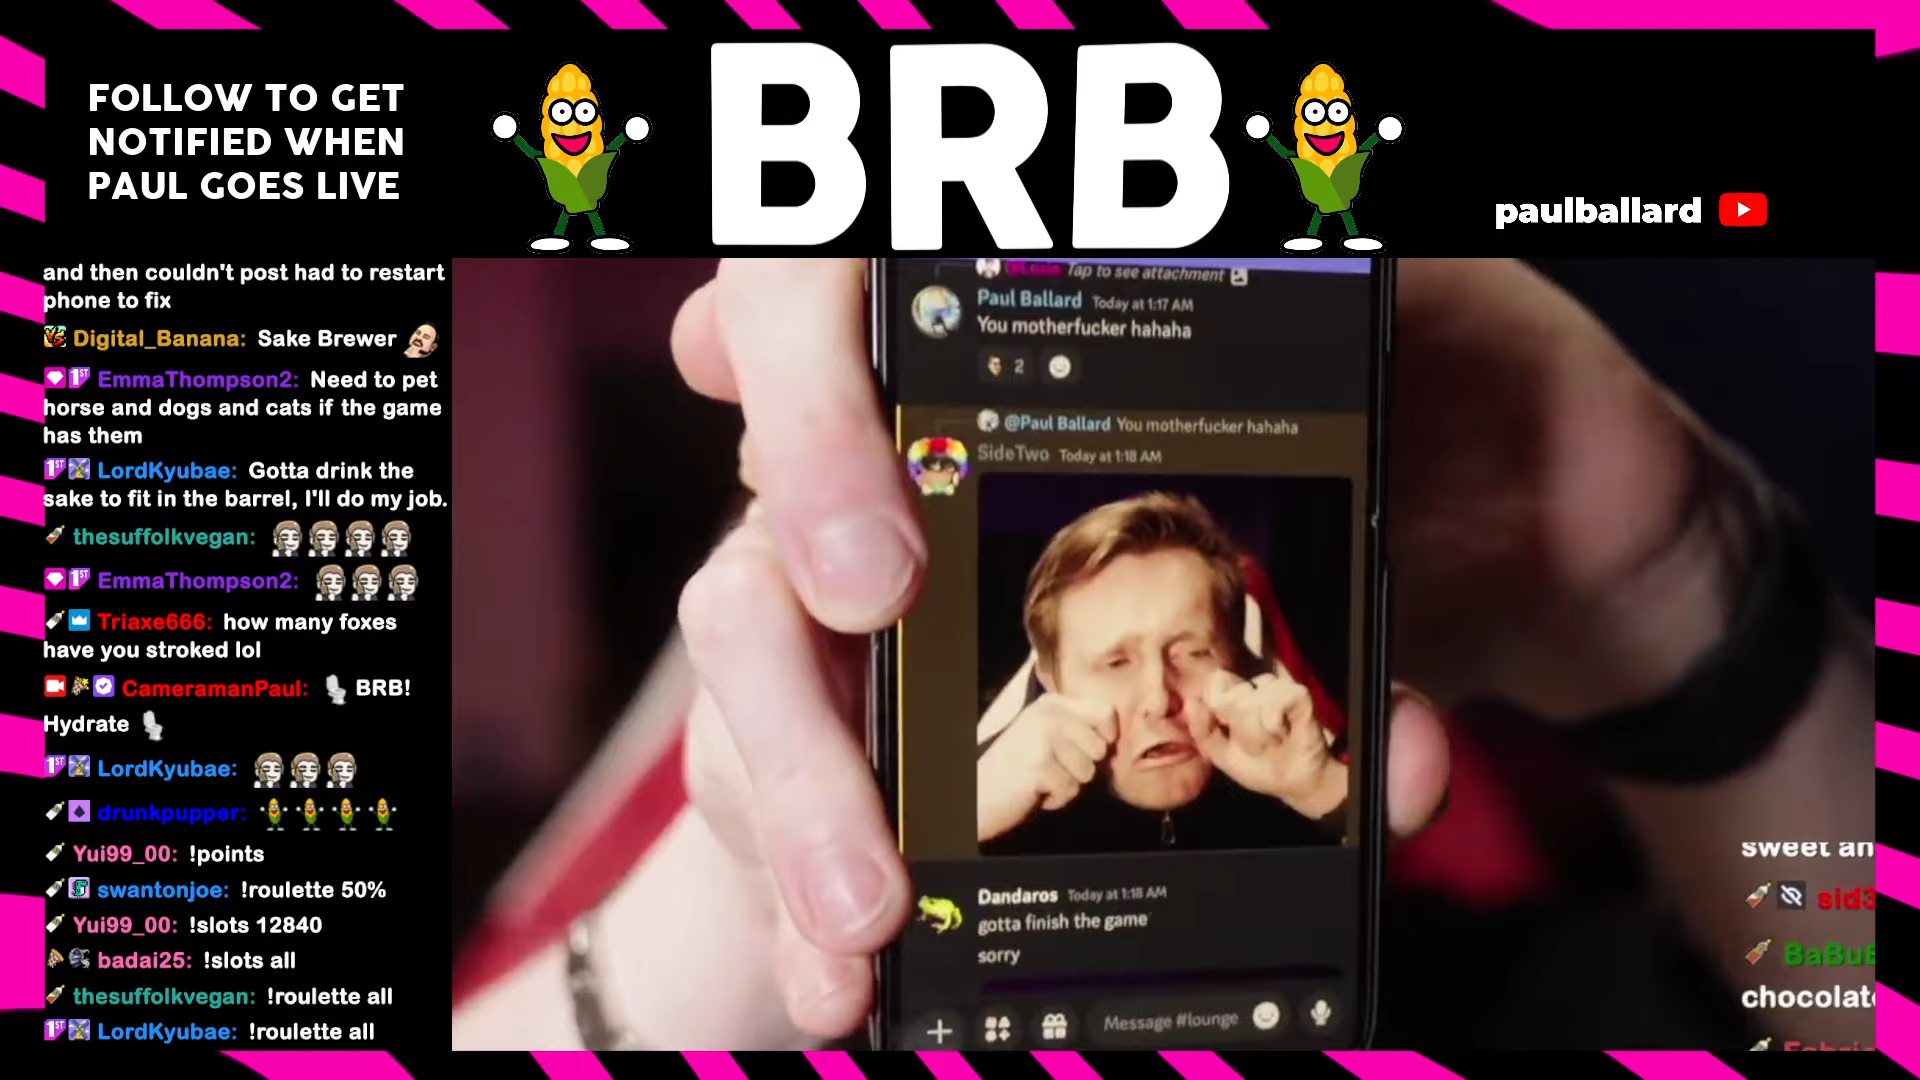 FOLLOW TO GET
NOTIFIED WHEN
PAUL GOES LIVE
BRB
paulballard
and then couldn't post had to restart
phone to fix
Digital_Banana: Sake Brewer
EmmaThompson2: Need to pet
horse and dogs and cats if the game
has them
LordKyubae: Gotta drink the
sake to fit in the barrel, I'll do my job.
thesuffolkvegan:
EmmaThompson2:
Triaxe666: how many foxes
have you stroked lol
CameramanPaul: BRB!
Hydrate
LordKyubae:
drunkpupper:
Yui99_00: !points
swantonjoe: !roulette 50%
Yui99_00: !slots 12840
badai25: !slots all
thesuffolkvegan: !roulette all
LordKyubae: !roulette all
Tap to see attachment
Paul Ballard Today at 1:17 AM
You motherfucker hahaha
2
@Paul Ballard You motherfucker hahaha
SideTwo Today at 1:18 AM
Dandaros Today at 1:18 AM
gotta finish the game
sorry
Message #lounge
sweet an
sid3
BaBuB
chocolat